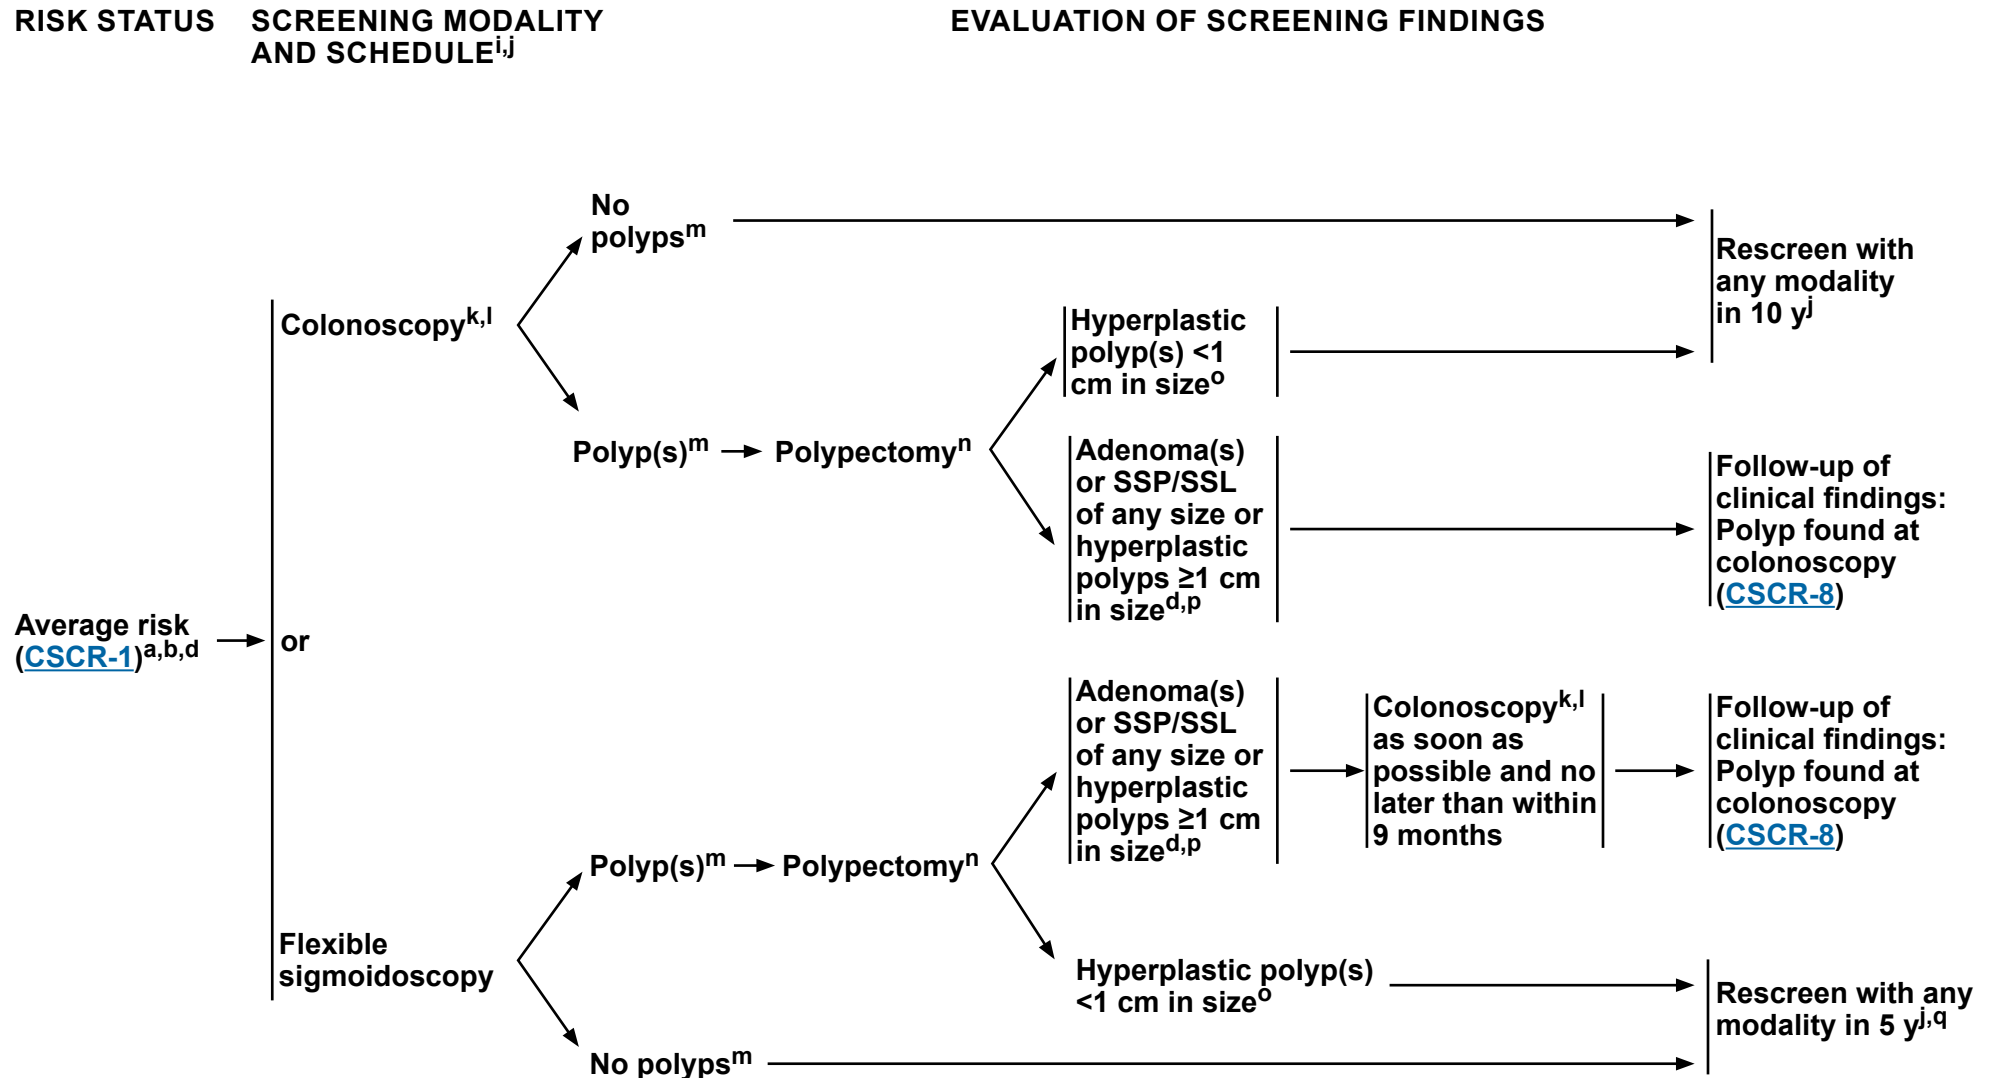 RISK STATUS
SCREENING MODALITY
AND SCHEDULEi,j
EVALUATION OF SCREENING FINDINGS
Average risk
(CSCR-1)a,b,d
Colonoscopyk,l
or
Flexible
sigmoidoscopy
No
polypsm
Polyp(s)m
Polypectomyn
Hyperplastic
polyp(s) <1
cm in sizeo
Rescreen with
any modality
in 10 yj
Adenoma(s)
or SSP/SSL
of any size or
hyperplastic
polyps ≥1 cm
in sized,p
Follow-up of
clinical findings:
Polyp found at
colonoscopy
(CSCR-8)
Polyp(s)m
Polypectomyn
Adenoma(s)
or SSP/SSL
of any size or
hyperplastic
polyps ≥1 cm
in sized,p
Colonoscopyk,l
as soon as
possible and no
later than within
9 months
Follow-up of
clinical findings:
Polyp found at
colonoscopy
(CSCR-8)
Hyperplastic polyp(s)
<1 cm in sizeo
No polypsm
Rescreen with any
modality in 5 yj,q